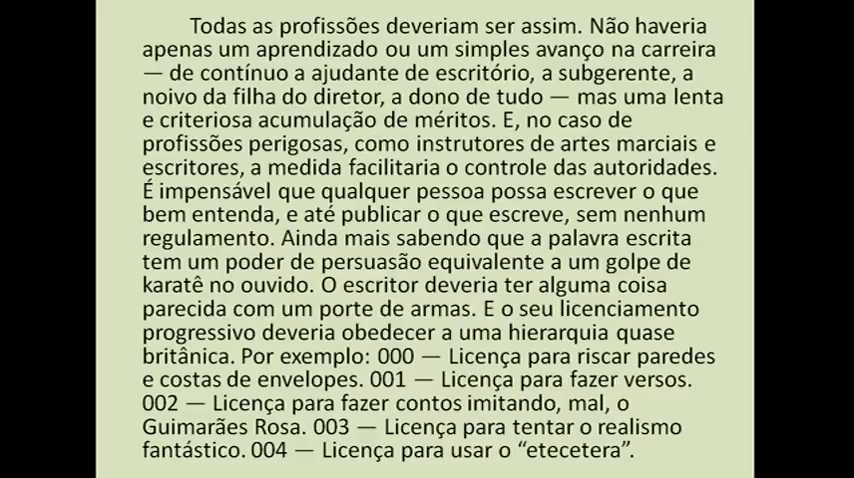 Todas as profissões deveriam ser assim. Não haveria
apenas um aprendizado ou um simples avanço na carreira
— de contínuo a ajudante de escritório, a subgerente, a
noivo da filha do diretor, a dono de tudo — mas uma lenta
e criteriosa acumulação de méritos. E, no caso de
profissões perigosas, como instrutores de artes marciais e
escritores, a medida facilitaria o controle das autoridades.
É impensável que qualquer pessoa possa escrever o que
bem entenda, e até publicar o que escreve, sem nenhum
regulamento. Ainda mais sabendo que a palavra escrita
tem um poder de persuasão equivalente a um golpe de
karatê no ouvido. O escritor deveria ter alguma coisa
parecida com um porte de armas. E o seu licenciamento
progressivo deveria obedecer a uma hierarquia quase
britânica. Por exemplo: 000 — Licença para riscar paredes
e costas de envelopes. 001 — Licença para fazer versos.
002 — Licença para fazer contos imitando, mal, o
Guimarães Rosa. 003 — Licença para tentar o realismo
fantástico. 004 — Licença para usar o “etecetera”.